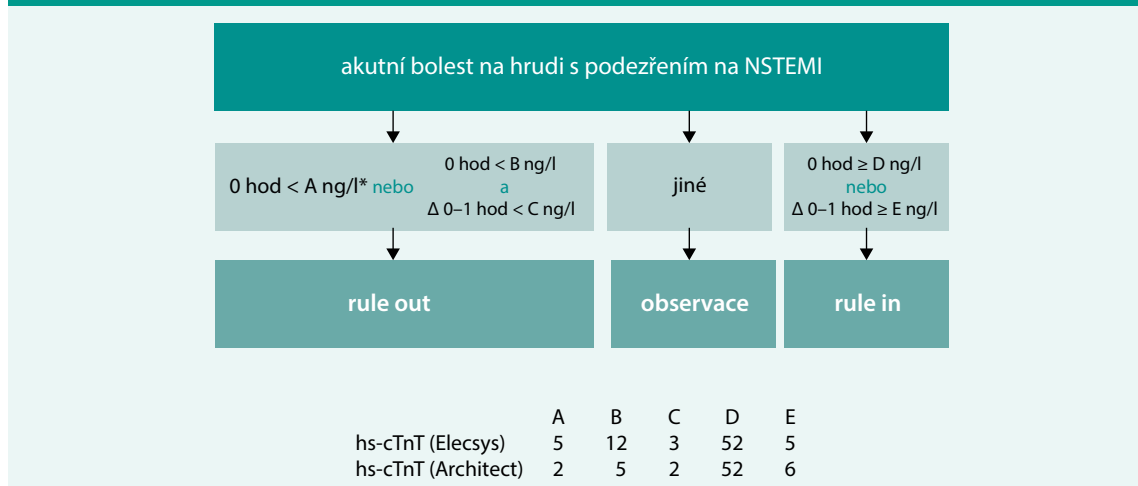 akutní bolest na hrudi s podezřením na NSTEMI
0 hod < A ng/l* nebo
0 hod < B ng/l
a
Δ 0–1 hod < C ng/l
jiné
0 hod ≥ D ng/l
nebo
Δ 0–1 hod ≥ E ng/l
rule out
observace
rule in
A B C D E
hs-cTnT (Elecsys) 5 12 3 52 5
hs-cTnT (Architect) 2 5 2 52 6